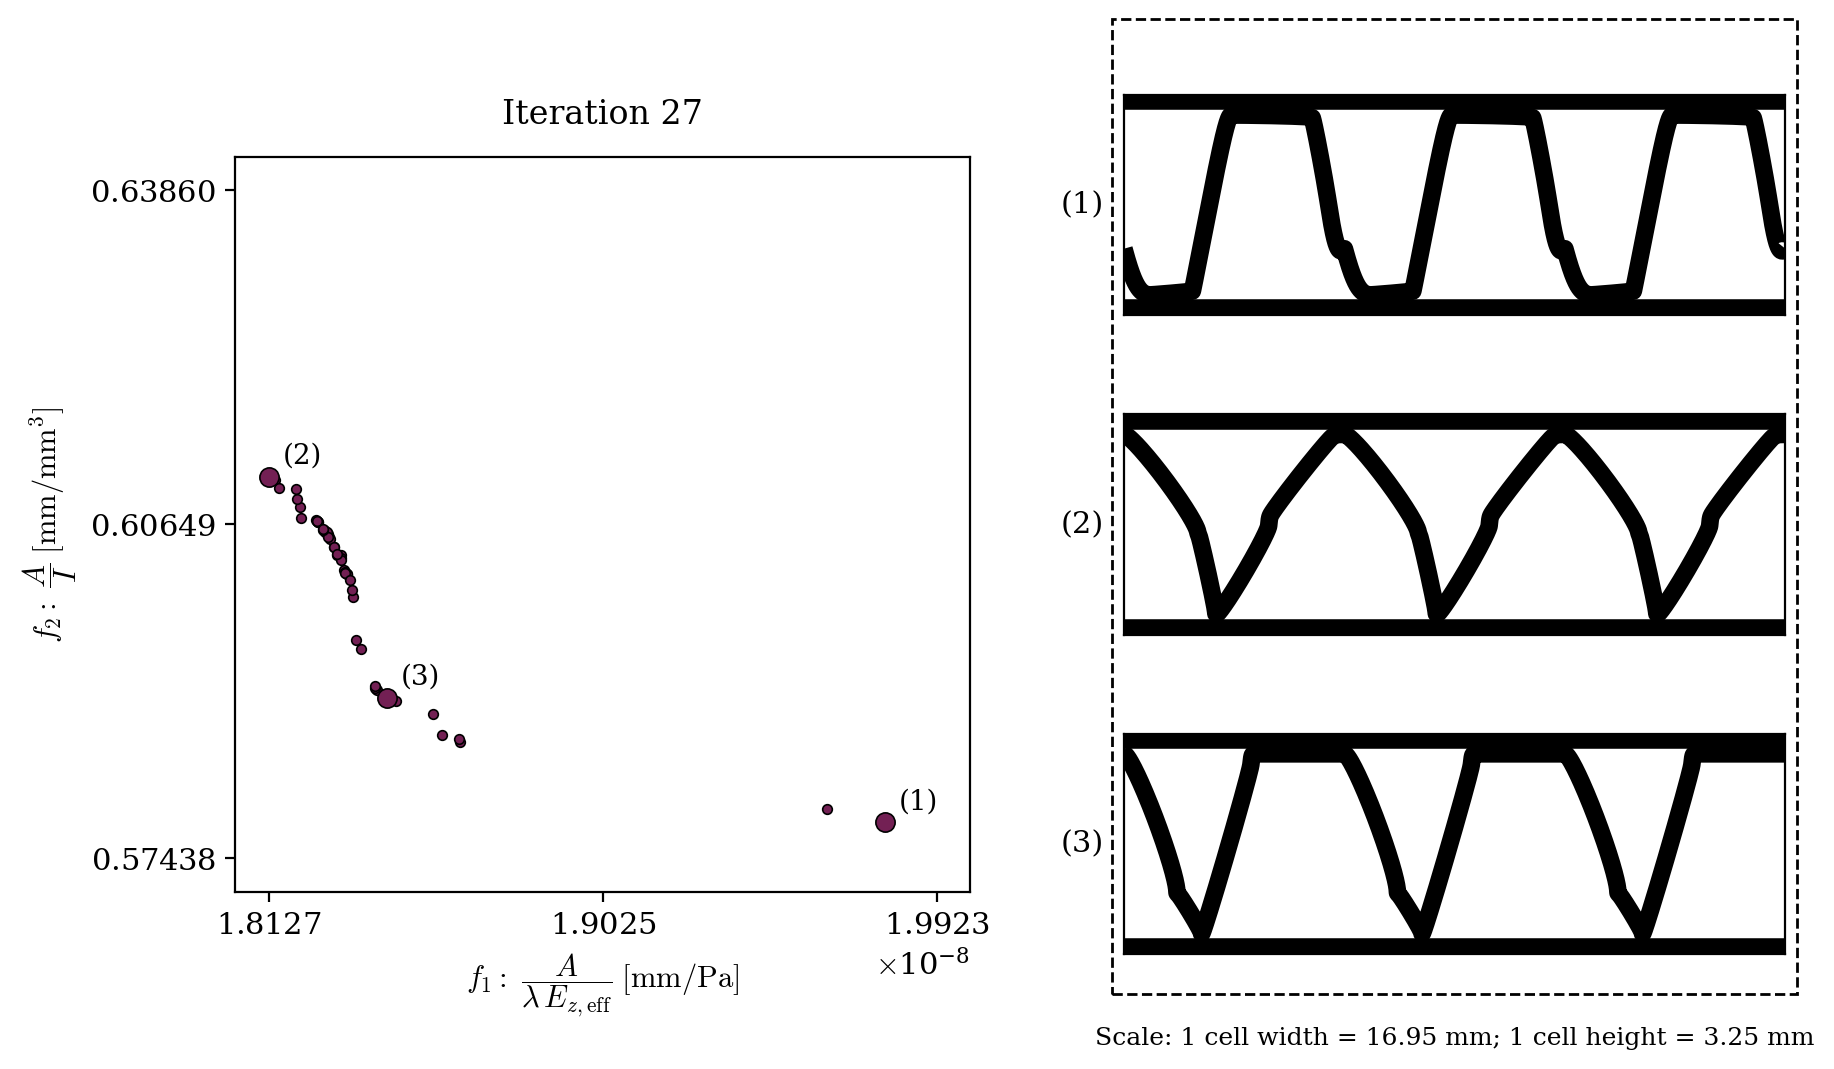 Iteration 27
0.63860
0.60649
0.57438
f₂ : A/I [mm/mm³]
(2)
(3)
(1)
1.8127 1.9025 1.9923
×10⁻⁸
f₁ : A/(λ E_z,eff) [mm/Pa]
(1)
(2)
(3)
Scale: 1 cell width = 16.95 mm; 1 cell height = 3.25 mm